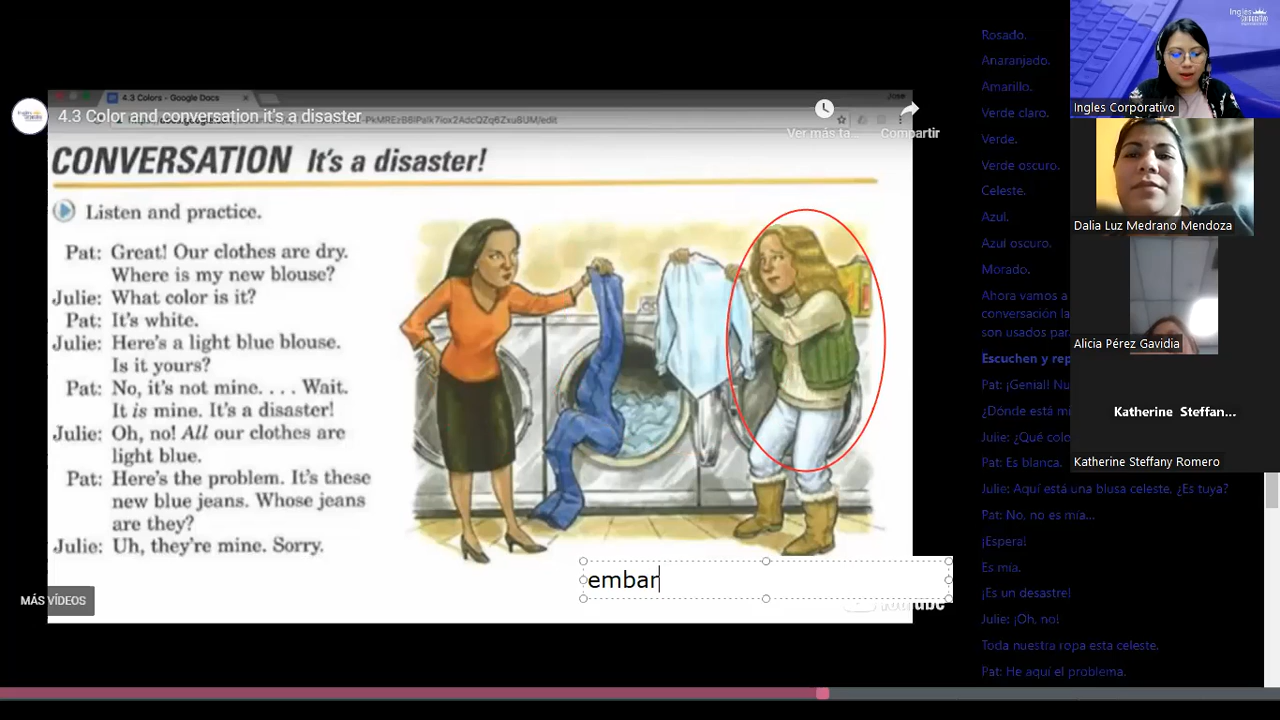 4.3 Colors - Google Docs
4.3 Color and conversation it's a disaster
Ver más ta...
Compartir
CONVERSATION It's a disaster!
Listen and practice.
Pat: Great! Our clothes are dry.
Where is my new blouse?
Julie: What color is it?
Pat: It's white.
Julie: Here's a light blue blouse.
Is it yours?
Pat: No, it's not mine. . . . Wait.
It is mine. It's a disaster!
Julie: Oh, no! All our clothes are
light blue.
Pat: Here's the problem. It's these
new blue jeans. Whose jeans
are they?
Julie: Uh, they're mine. Sorry.
embar
MÁS VÍDEOS
YouTube
Rosado.
Anaranjado.
Amarillo.
Verde claro.
Verde.
Verde oscuro.
Celeste.
Azul.
Azul oscuro.
Morado.
Ahora vamos a
conversación la
son usados par
Escuchen y rep
Pat: ¡Genial! Nu
¿Dónde está m
Julie: ¿Qué colo
Pat: Es blanca.
Julie: Aquí está una blusa celeste. ¿Es tuya?
Pat: No, no es mía...
¡Espera!
Es mía.
¡Es un desastre!
Julie: ¡Oh, no!
Toda nuestra ropa esta celeste.
Pat: He aquí el problema.
Ingles
Ingles Corporativo
Dalia Luz Medrano Mendoza
Alicia Pérez Gavidia
Katherine Steffan...
Katherine Steffany Romero